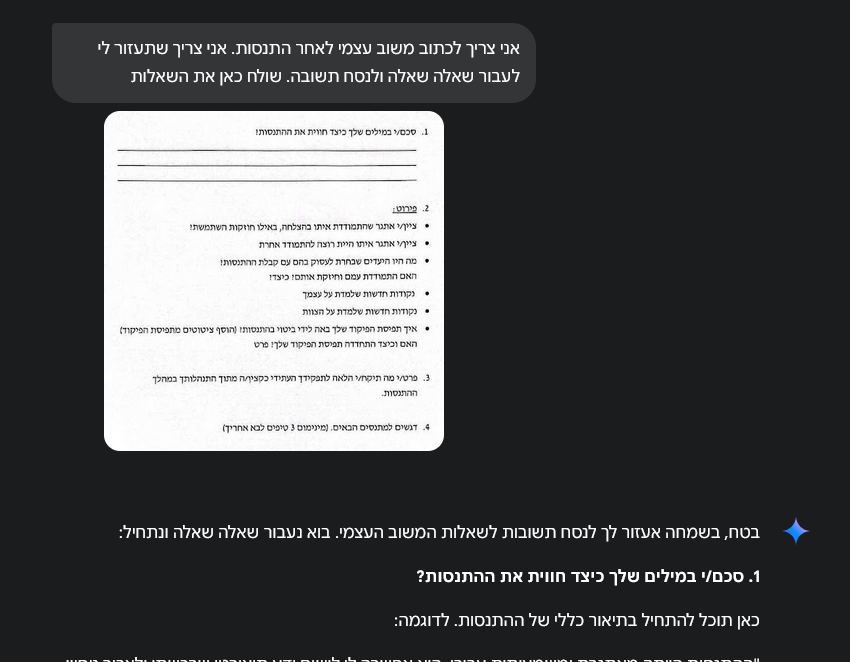 אני צריך לכתוב משוב עצמי לאחר התנסות. אני צריך שתעזור לי
לעבור שאלה שאלה ולנסח תשובה. שולח כאן את השאלות
1. סכם/י במילים שלך כיצד חווית את ההתנסות?
2. פירוט:
• ציין/י אתגר שהתמודדת איתו בהצלחה, באילו חוזקות השתמשת?
• ציין/י אתגר איתו היית רוצה להתמודד אחרת
• מה היו היעדים שבחרת לעסוק בהם עם קבלת ההתנסות?
האם התמודדת עמם וחיזקת אותם? כיצד?
• נקודות חדשות שלמדת על עצמך
• נקודות חדשות שלמדת על הצוות
• איך תפיסת הפיקוד שלך באה לידי ביטוי בהתנסות? (הוסף ציטוטים מתפיסת הפיקוד)
האם וכיצד התחדדה תפיסת הפיקוד שלך? פרט
3. פרט/י מה תיקח/י הלאה לתפקידך העתידי כקצין/ה מתוך התנהלותך במהלך
ההתנסות.
4. דגשים למתנסים הבאים. (מינימום 3 טיפים לבא אחריך)
בטח, בשמחה אעזור לך לנסח תשובות לשאלות המשוב העצמי. בוא נעבור שאלה שאלה ונתחיל:
1. סכם/י במילים שלך כיצד חווית את ההתנסות?
כאן תוכל להתחיל בתיאור כללי של ההתנסות. לדוגמה: